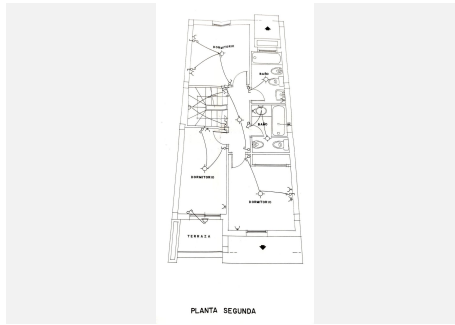 DORMITORIO
BAÑO
BAÑO
DORMITORIO
DORMITORIO
TERRAZA
PLANTA SEGUNDA